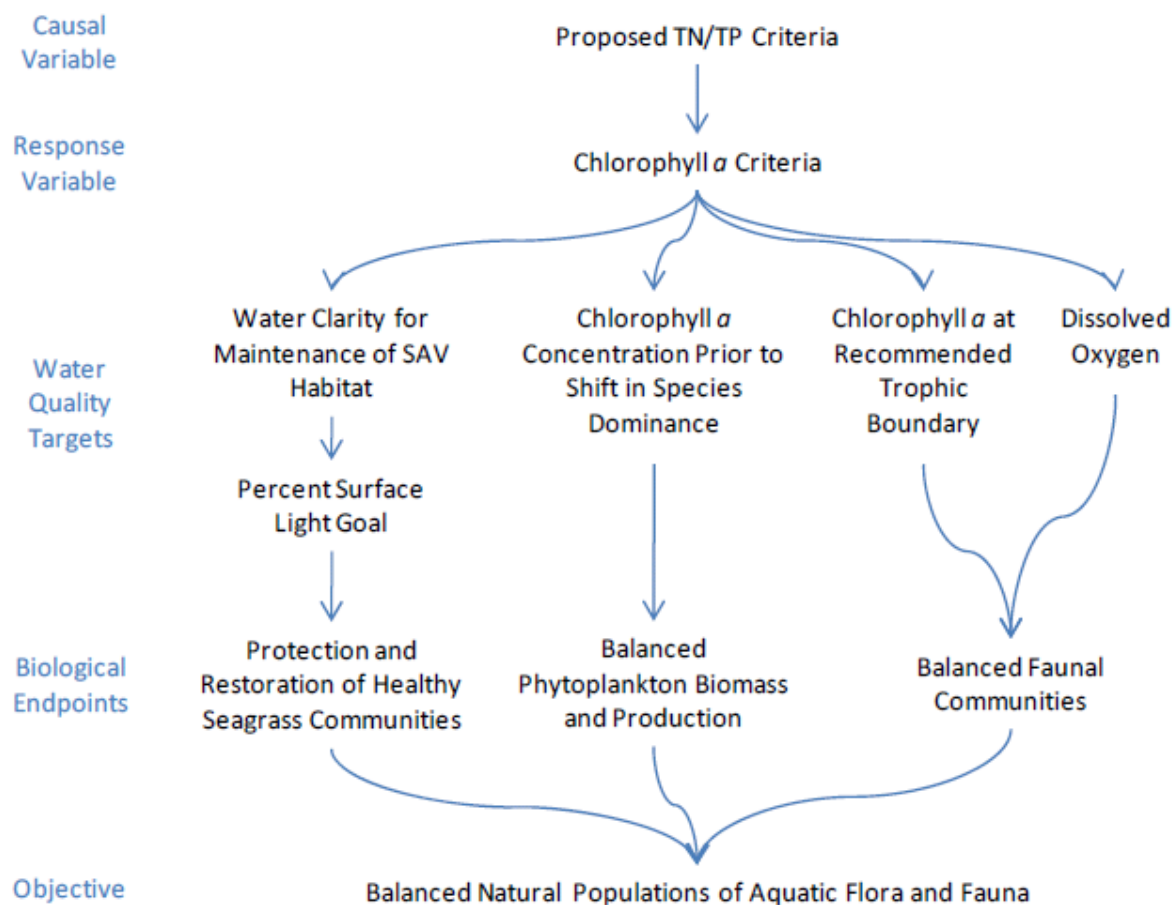 Causal
Variable
Proposed TN/TP Criteria
Response
Variable
Chlorophyll a Criteria
Water
Quality
Targets
Water Clarity for
Maintenance of SAV
Habitat
Chlorophyll a
Concentration Prior to
Shift in Species
Dominance
Chlorophyll a at
Recommended
Trophic
Boundary
Dissolved
Oxygen
Percent Surface
Light Goal
Biological
Endpoints
Protection and
Restoration of Healthy
Seagrass Communities
Balanced
Phytoplankton Biomass
and Production
Balanced Faunal
Communities
Objective
Balanced Natural Populations of Aquatic Flora and Fauna